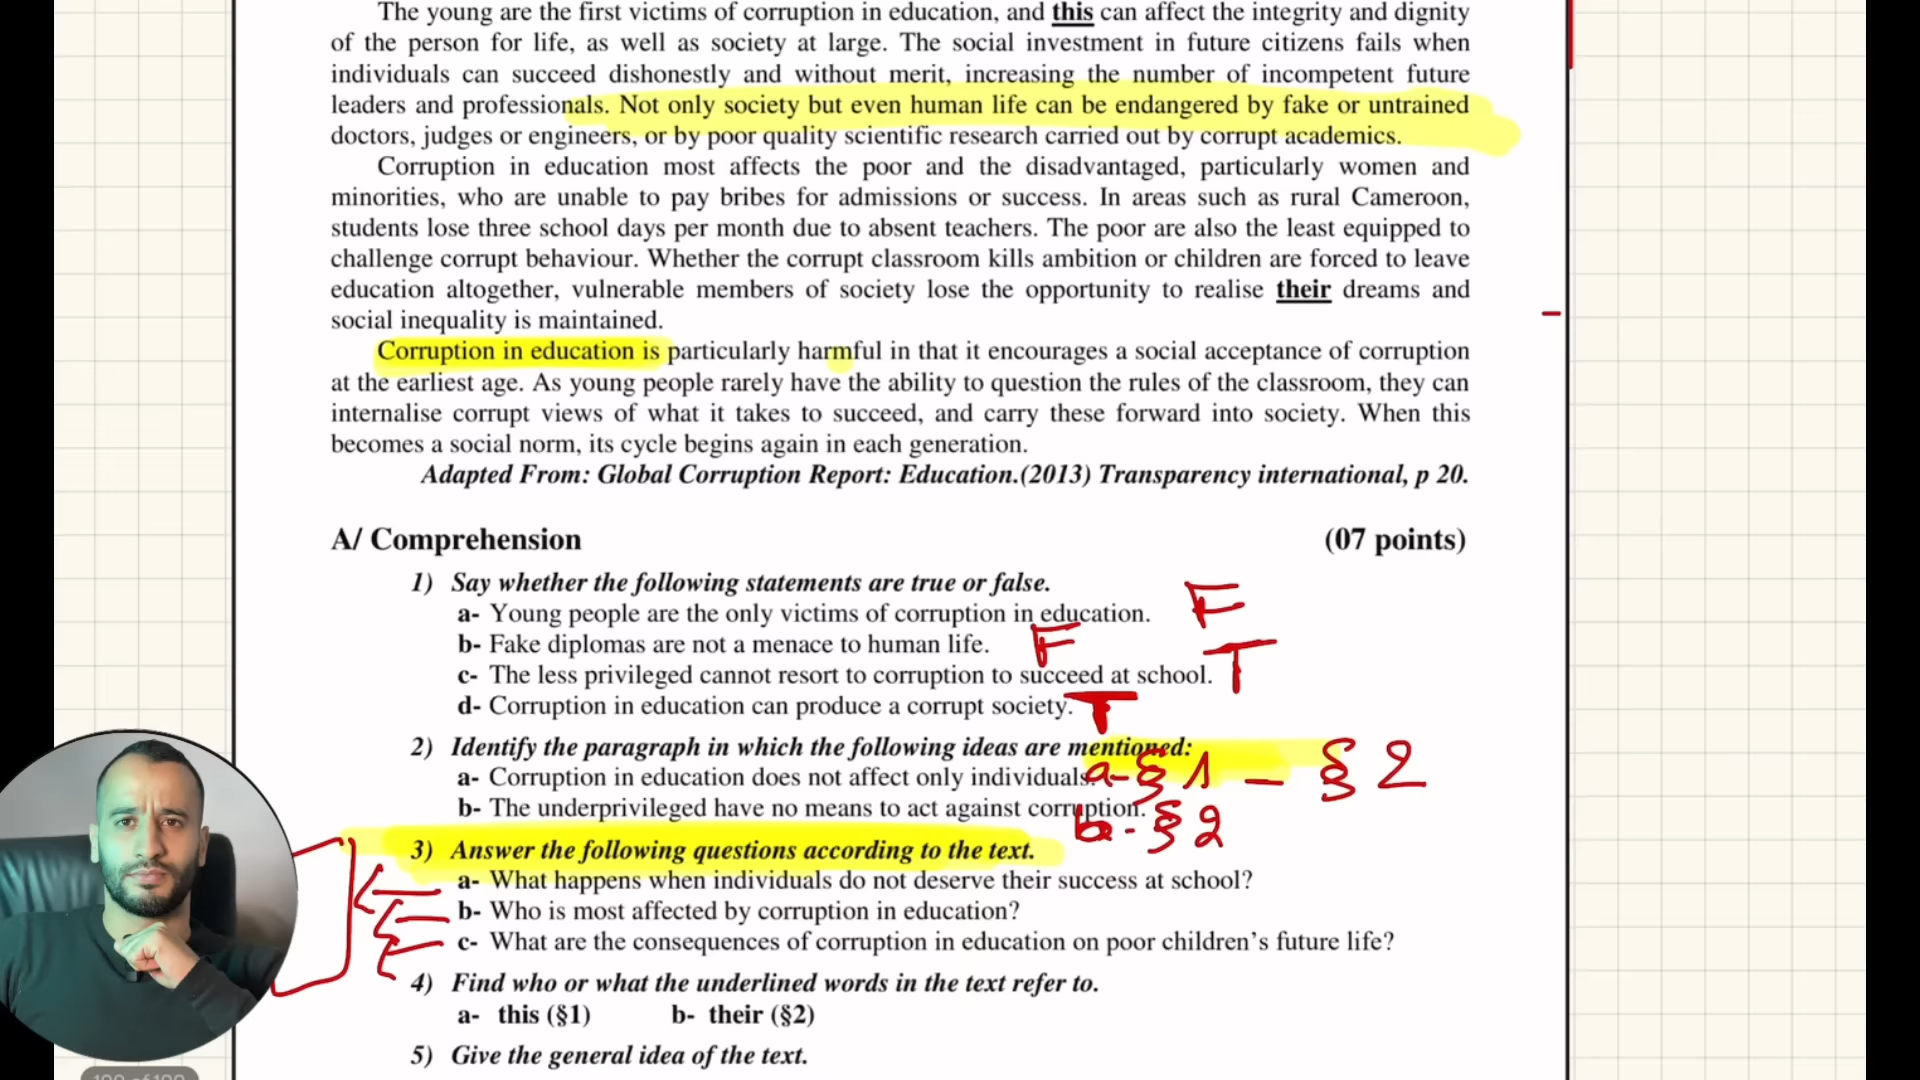 The young are the first victims of corruption in education, and this can affect the integrity and dignity
of the person for life, as well as society at large. The social investment in future citizens fails when
individuals can succeed dishonestly and without merit, increasing the number of incompetent future
leaders and professionals. Not only society but even human life can be endangered by fake or untrained
doctors, judges or engineers, or by poor quality scientific research carried out by corrupt academics.
Corruption in education most affects the poor and the disadvantaged, particularly women and
minorities, who are unable to pay bribes for admissions or success. In areas such as rural Cameroon,
students lose three school days per month due to absent teachers. The poor are also the least equipped to
challenge corrupt behaviour. Whether the corrupt classroom kills ambition or children are forced to leave
education altogether, vulnerable members of society lose the opportunity to realise their dreams and
social inequality is maintained.
Corruption in education is particularly harmful in that it encourages a social acceptance of corruption
at the earliest age. As young people rarely have the ability to question the rules of the classroom, they can
internalise corrupt views of what it takes to succeed, and carry these forward into society. When this
becomes a social norm, its cycle begins again in each generation.
Adapted From: Global Corruption Report: Education.(2013) Transparency international, p 20.
A/ Comprehension (07 points)
1) Say whether the following statements are true or false.
a- Young people are the only victims of corruption in education. F
b- Fake diplomas are not a menace to human life. F
c- The less privileged cannot resort to corruption to succeed at school. T
d- Corruption in education can produce a corrupt society. T
2) Identify the paragraph in which the following ideas are mentioned:
a- Corruption in education does not affect only individuals. a- § 1 - § 2
b- The underprivileged have no means to act against corruption. b- § 2
3) Answer the following questions according to the text.
a- What happens when individuals do not deserve their success at school?
b- Who is most affected by corruption in education?
c- What are the consequences of corruption in education on poor children's future life?
4) Find who or what the underlined words in the text refer to.
a- this (§1) b- their (§2)
5) Give the general idea of the text.